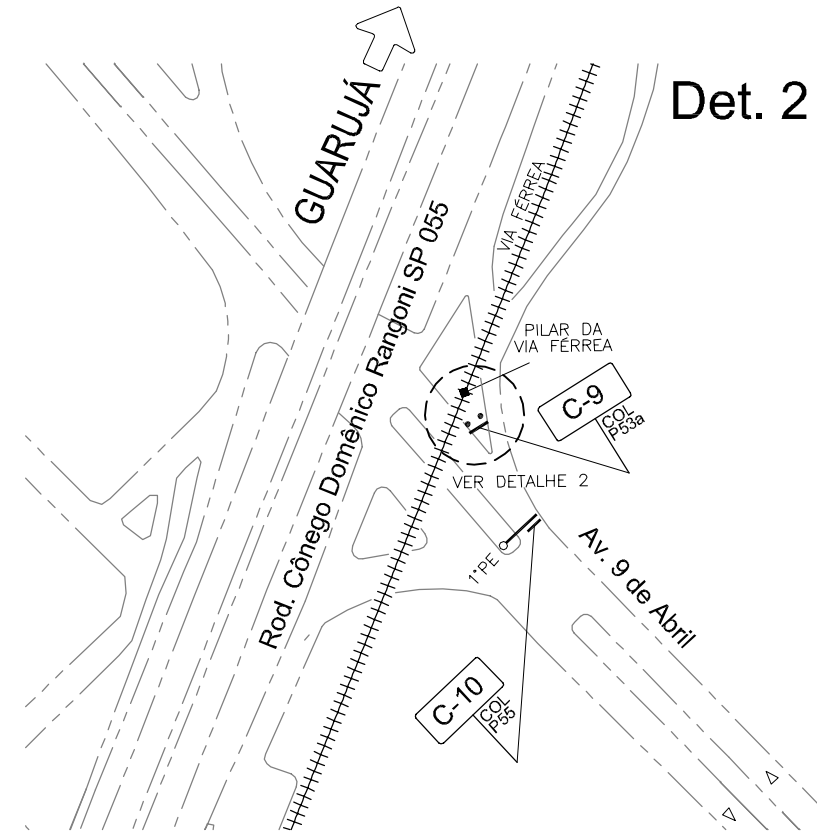 Det. 2
GUARUJÁ
VIA FÉRREA
Rod. Cônego Domênico Rangoni SP 055
PILAR DA
VIA FÉRREA
C-9
COL
P53a
VER DETALHE 2
1°PE
Av. 9 de Abril
C-10
COL
P55